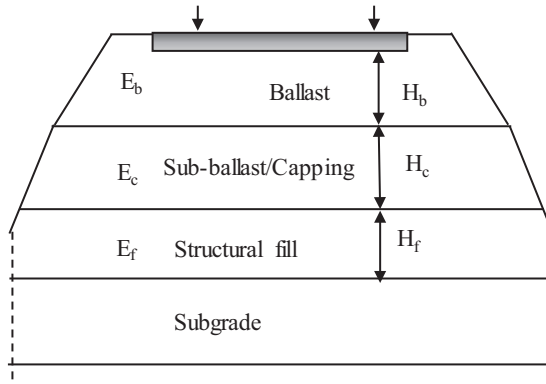 E_b Ballast H_b
E_c Sub-ballast/Capping H_c
E_f Structural fill H_f
Subgrade